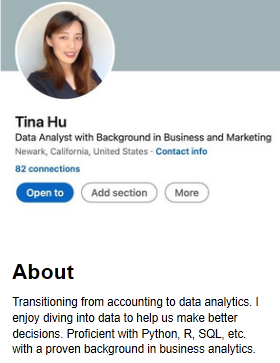 Tina Hu
Data Analyst with Background in Business and Marketing
Newark, California, United States · Contact info
82 connections
Open to Add section More
About
Transitioning from accounting to data analytics. I
enjoy diving into data to help us make better
decisions. Proficient with Python, R, SQL, etc.
with a proven background in business analytics.